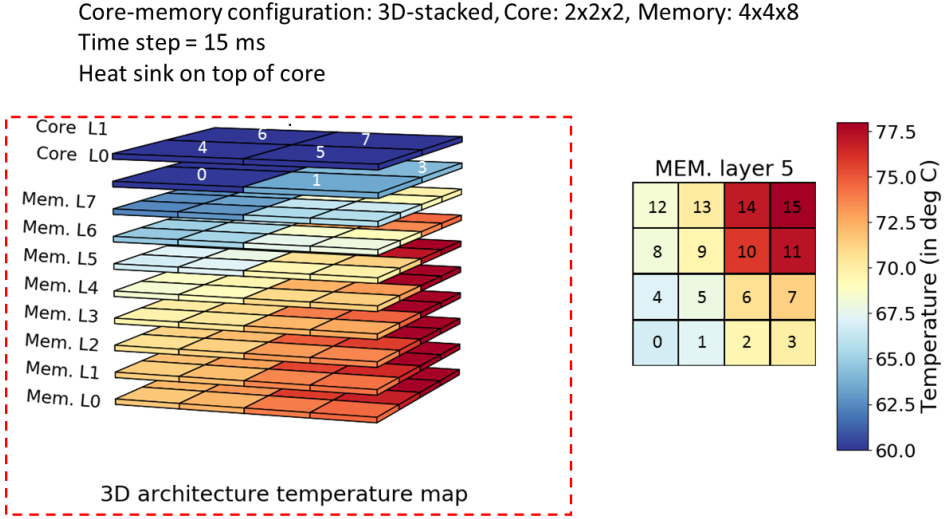 Core-memory configuration: 3D-stacked, Core: 2x2x2, Memory: 4x4x8
Time step = 15 ms
Heat sink on top of core
Core L1
Core L0
Mem. L7
Mem. L6
Mem. L5
Mem. L4
Mem. L3
Mem. L2
Mem. L1
Mem. L0
6 7
4 5
3
0 1
3D architecture temperature map
MEM. layer 5
12 13 14 15
8 9 10 11
4 5 6 7
0 1 2 3
77.5
75.0
72.5
70.0
67.5
65.0
62.5
60.0
Temperature (in deg C)